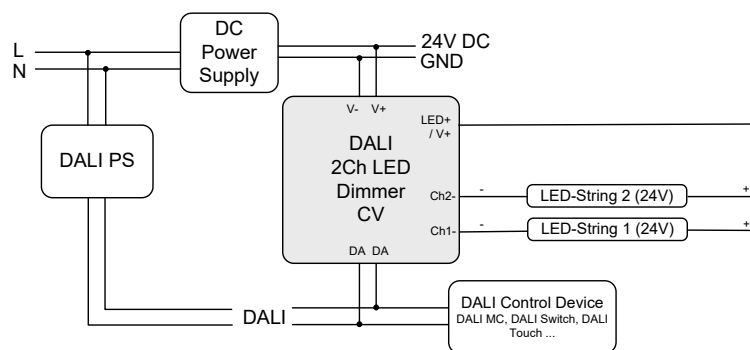 L
N
DC
Power
Supply
24V DC
GND
DALI PS
V- V+
LED+
/ V+
DALI
2Ch LED
Dimmer
CV
Ch2-
-
LED-String 2 (24V)
+
Ch1-
-
LED-String 1 (24V)
+
DA DA
DALI
DALI Control Device
DALI MC, DALI Switch, DALI
Touch ...